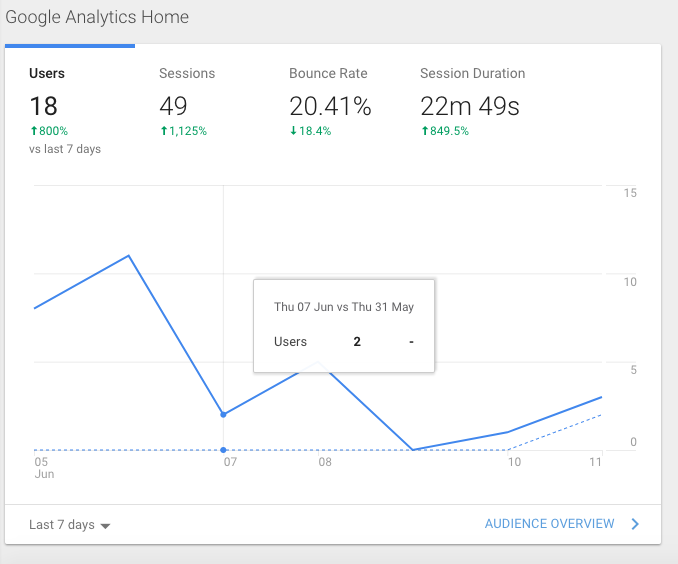 Google Analytics Home
Users Sessions Bounce Rate Session Duration
18 49 20.41% 22m 49s
↑800% ↑1,125% ↓18.4% ↑849.5%
vs last 7 days
15
10
Thu 07 Jun vs Thu 31 May
Users 2 -
5
0
05 07 08 10 11
Jun
Last 7 days AUDIENCE OVERVIEW